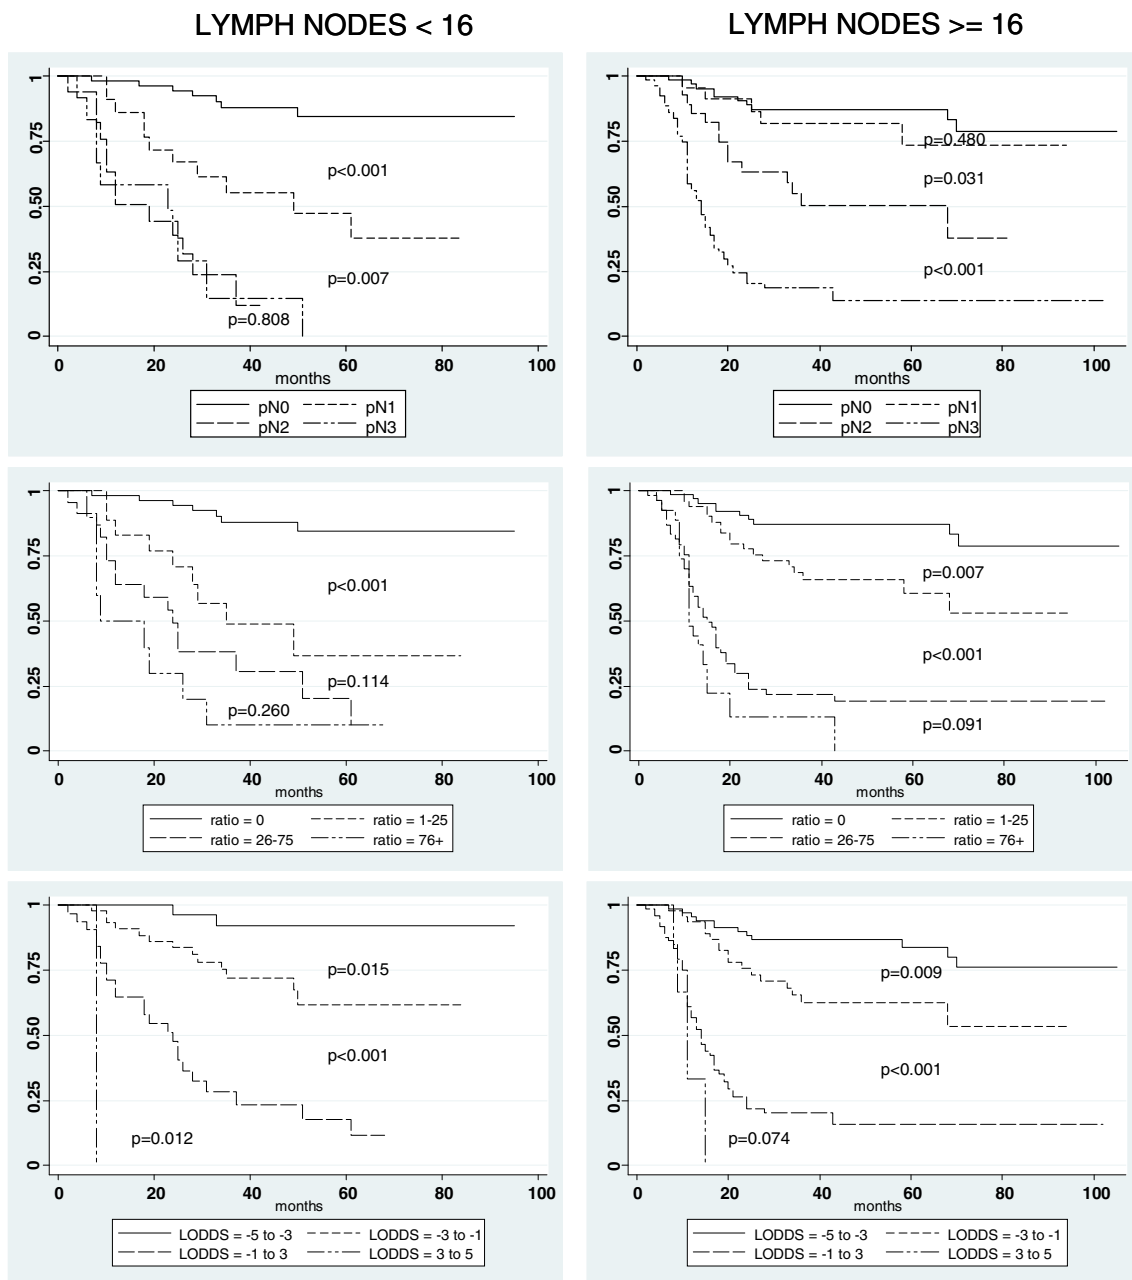 LYMPH NODES < 16
LYMPH NODES >= 16
1
0.75
0.50
0.25
0
p<0.001
p=0.007
p=0.808
0 20 40 60 80 100
months
pN0 pN1
pN2 pN3
1
0.75
0.50
0.25
0
p=0.480
p=0.031
p<0.001
0 20 40 60 80 100
months
pN0 pN1
pN2 pN3
1
0.75
0.50
0.25
0
p<0.001
p=0.114
p=0.260
0 20 40 60 80 100
months
ratio = 0 ratio = 1-25
ratio = 26-75 ratio = 76+
1
0.75
0.50
0.25
0
p=0.007
p<0.001
p=0.091
0 20 40 60 80 100
months
ratio = 0 ratio = 1-25
ratio = 26-75 ratio = 76+
1
0.75
0.50
0.25
0
p=0.015
p<0.001
p=0.012
0 20 40 60 80 100
months
LODDS = -5 to -3 LODDS = -3 to -1
LODDS = -1 to 3 LODDS = 3 to 5
1
0.75
0.50
0.25
0
p=0.009
p<0.001
p=0.074
0 20 40 60 80 100
months
LODDS = -5 to -3 LODDS = -3 to -1
LODDS = -1 to 3 LODDS = 3 to 5